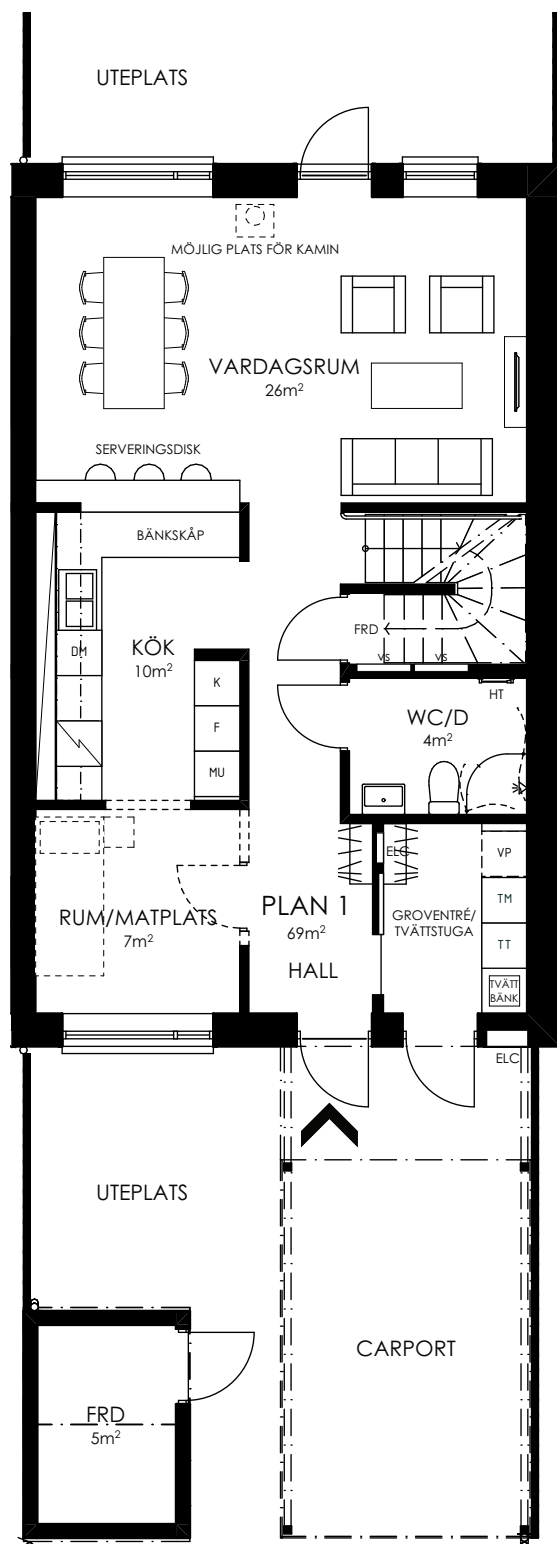 UTEPLATS
MÖJLIG PLATS FÖR KAMIN
VARDAGSRUM
26m²
SERVERINGSDISK
BÄNKSKÅP
FRD
DM
KÖK
10m²
VS
VS
K
HT
WC/D
4m²
F
MU
ELC
VP
RUM/MATPLATS
7m²
PLAN 1
69m²
HALL
GROVENTRÉ/
TVÄTTSTUGA
TM
TT
TVÄTT
BÄNK
ELC
UTEPLATS
CARPORT
FRD
5m²